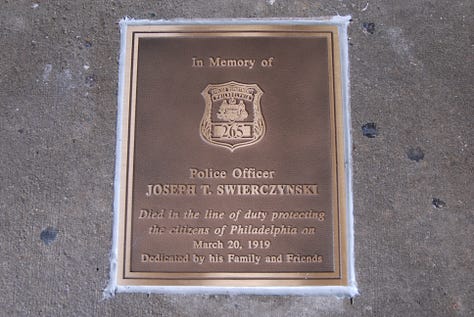 In Memory of
PHILADELPHIA
265
Police Officer
JOSEPH T. SWIERCZYNSKI
Died in the line of duty protecting
the citizens of Philadelphia on
March 20, 1919
Dedicated by his Family and Friends